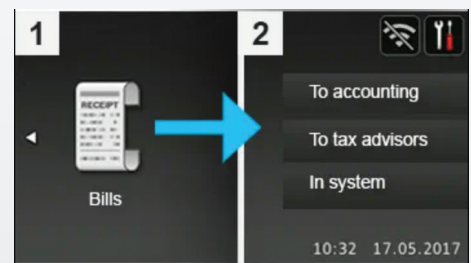 1
RECEIPT
Bills
2
To accounting
To tax advisors
In system
10:32 17.05.2017